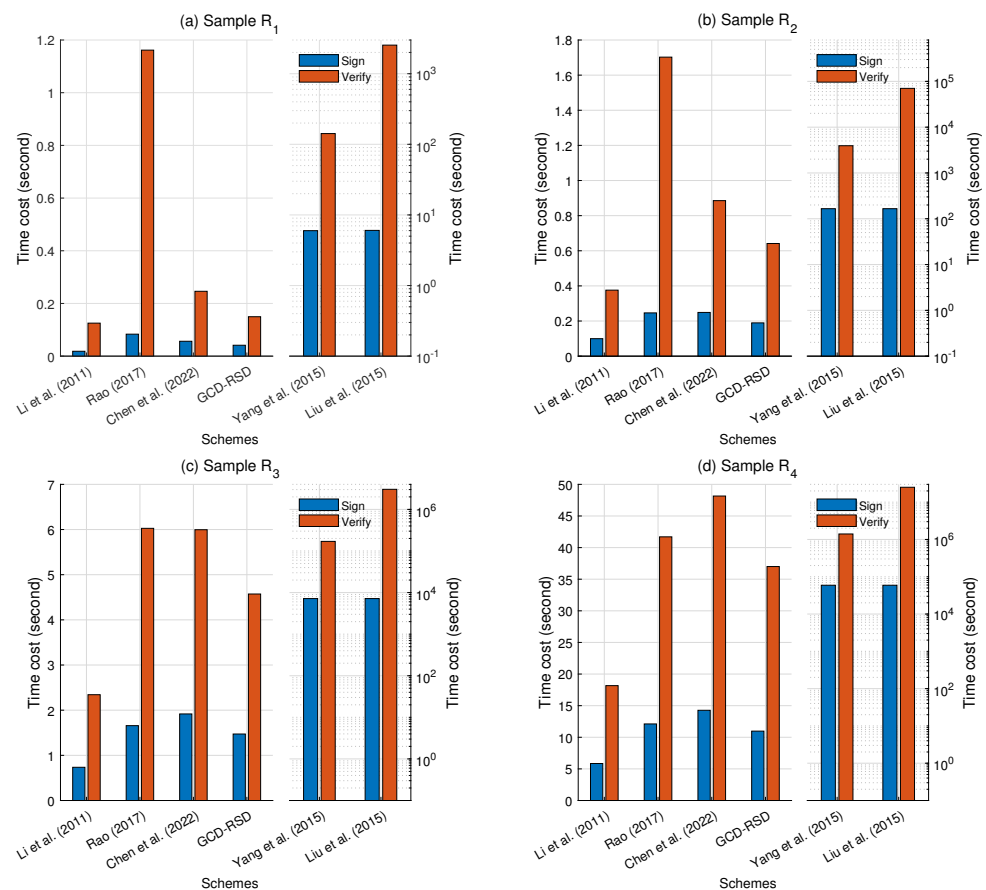 (a) Sample R1
Time cost (second)
1.2
1
0.8
0.6
0.4
0.2
0
Li et al. (2011)
Rao (2017)
Chen et al. (2022)
GCD-RSD
Sign
Verify
10^3
10^2
10^1
10^0
10^-1
Time cost (second)
Yang et al. (2015)
Liu et al. (2015)
Schemes
(b) Sample R2
Time cost (second)
1.8
1.6
1.4
1.2
1
0.8
0.6
0.4
0.2
0
Li et al. (2011)
Rao (2017)
Chen et al. (2022)
GCD-RSD
Sign
Verify
10^5
10^4
10^3
10^2
10^1
10^0
10^-1
Time cost (second)
Yang et al. (2015)
Liu et al. (2015)
Schemes
(c) Sample R3
Time cost (second)
7
6
5
4
3
2
1
0
Li et al. (2011)
Rao (2017)
Chen et al. (2022)
GCD-RSD
Sign
Verify
10^6
10^4
10^2
10^0
Time cost (second)
Yang et al. (2015)
Liu et al. (2015)
Schemes
(d) Sample R4
Time cost (second)
50
45
40
35
30
25
20
15
10
5
0
Li et al. (2011)
Rao (2017)
Chen et al. (2022)
GCD-RSD
Sign
Verify
10^6
10^4
10^2
10^0
Time cost (second)
Yang et al. (2015)
Liu et al. (2015)
Schemes